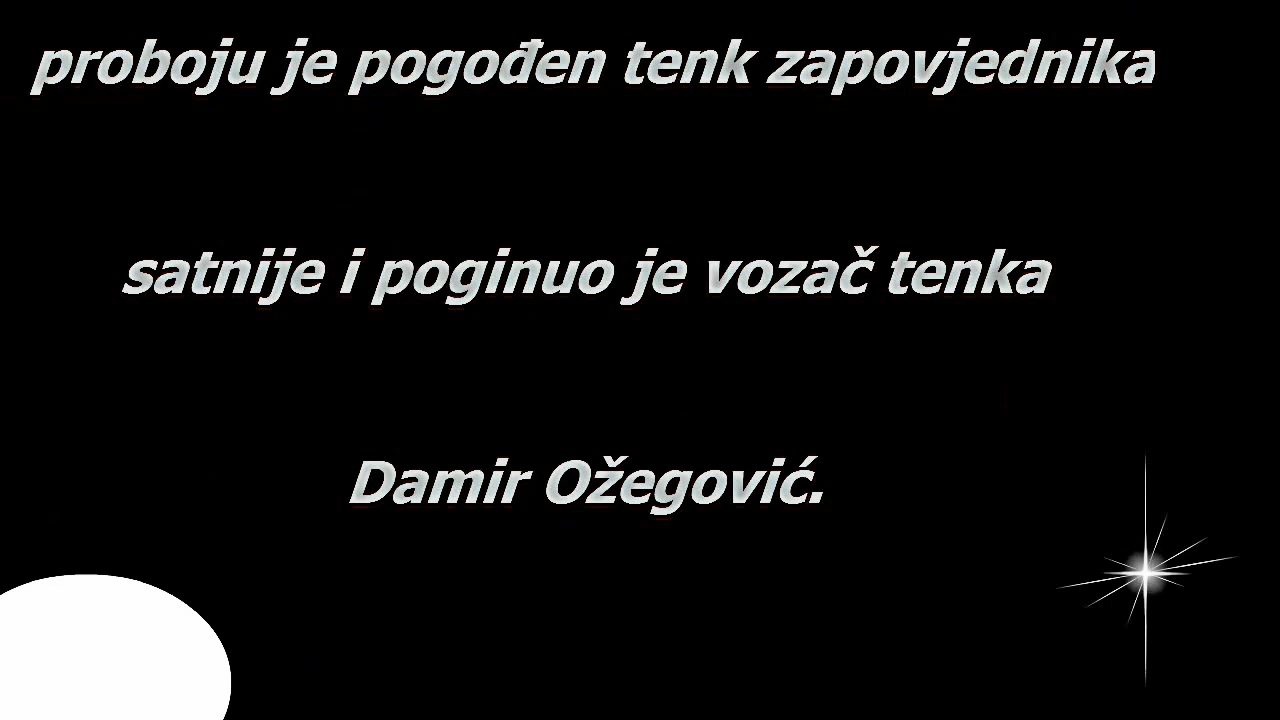 proboju je pogođen tenk zapovjednika
satnije i poginuo je vozač tenka
Damir Ožegović.